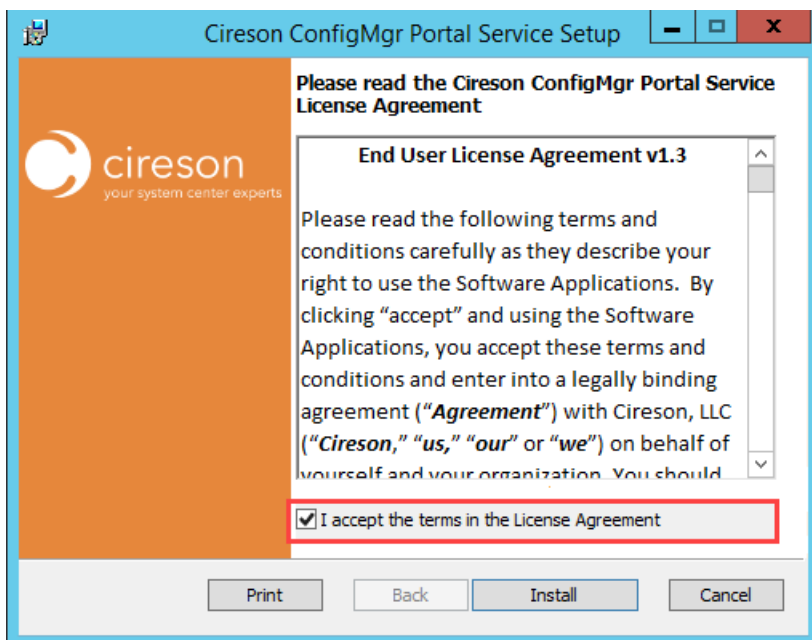 Cireson ConfigMgr Portal Service Setup
x
cireson
your system center experts
Please read the Cireson ConfigMgr Portal Service
License Agreement
End User License Agreement v1.3
Please read the following terms and
conditions carefully as they describe your
right to use the Software Applications.  By
clicking “accept” and using the Software
Applications, you accept these terms and
conditions and enter into a legally binding
agreement (“Agreement”) with Cireson, LLC
(“Cireson,” “us,” “our” or “we”) on behalf of
yourself and your organization. You should
I accept the terms in the License Agreement
Print
Back
Install
Cancel